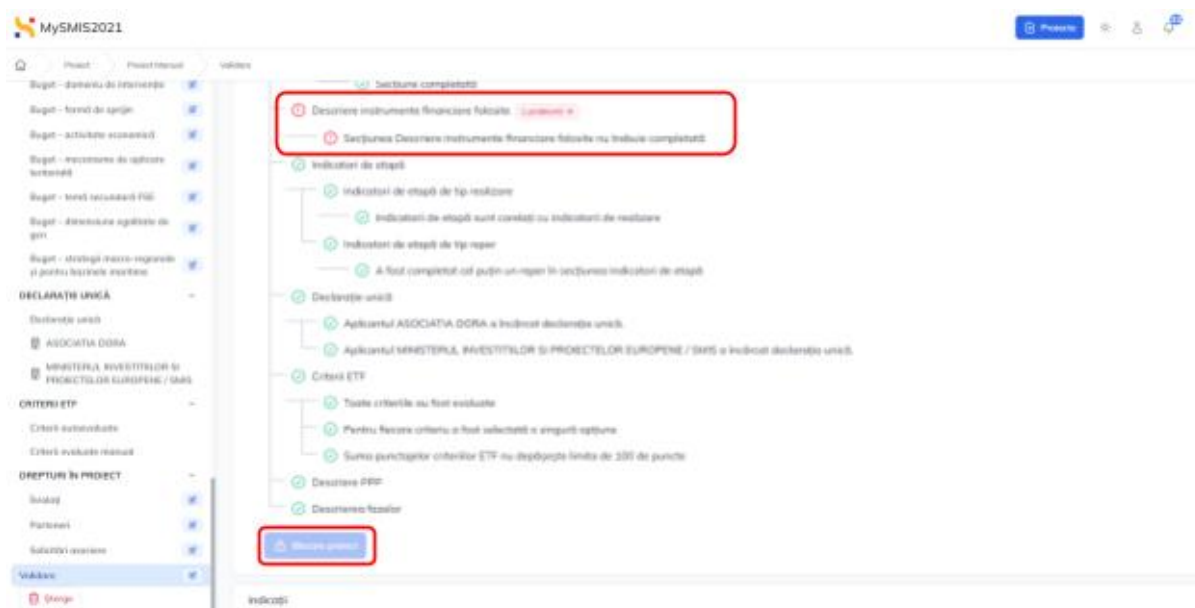 MySMIS2021
Proiecte
Proiect
Proiect Manual
Validare
Buget - domeniu de intervenție
Buget - formă de sprijin
Buget - activitate economică
Buget - mecanisme de aplicare
teritorială
Buget - temă secundară FSE
Buget - dimensiune egalitate de
gen
Buget - strategii macro-regionale
și pentru bazinele maritime
DECLARAȚIE UNICĂ
Declarație unică
ASOCIATIA DORA
MINISTERUL INVESTITIILOR SI
PROIECTELOR EUROPENE / SMIS
CRITERII ETF
Criterii autoevaluate
Criterii evaluate manual
DREPTURI ÎN PROIECT
Invitați
Parteneri
Solicitări asociere
Validare
Șterge
Secțiune completată
Descriere instrumente financiare folosite
Secțiunea Descriere instrumente financiare folosite nu trebuie completată
Indicatori de etapă
Indicatori de etapă de tip realizare
Indicatorii de etapă sunt corelați cu indicatorii de realizare
Indicatori de etapă de tip reper
A fost completat cel puțin un reper în secțiunea indicatori de etapă
Declarație unică
Aplicantul ASOCIATIA DORA a încărcat declarația unică.
Aplicantul MINISTERUL INVESTITIILOR SI PROIECTELOR EUROPENE / SMIS a încărcat declarația unică.
Criterii ETF
Toate criteriile au fost evaluate
Pentru fiecare criteriu a fost selectată o singură opțiune
Suma punctajelor criteriilor ETF nu depășește limita de 100 de puncte
Descriere PPP
Descrierea fazelor
Blocare proiect
Indicații